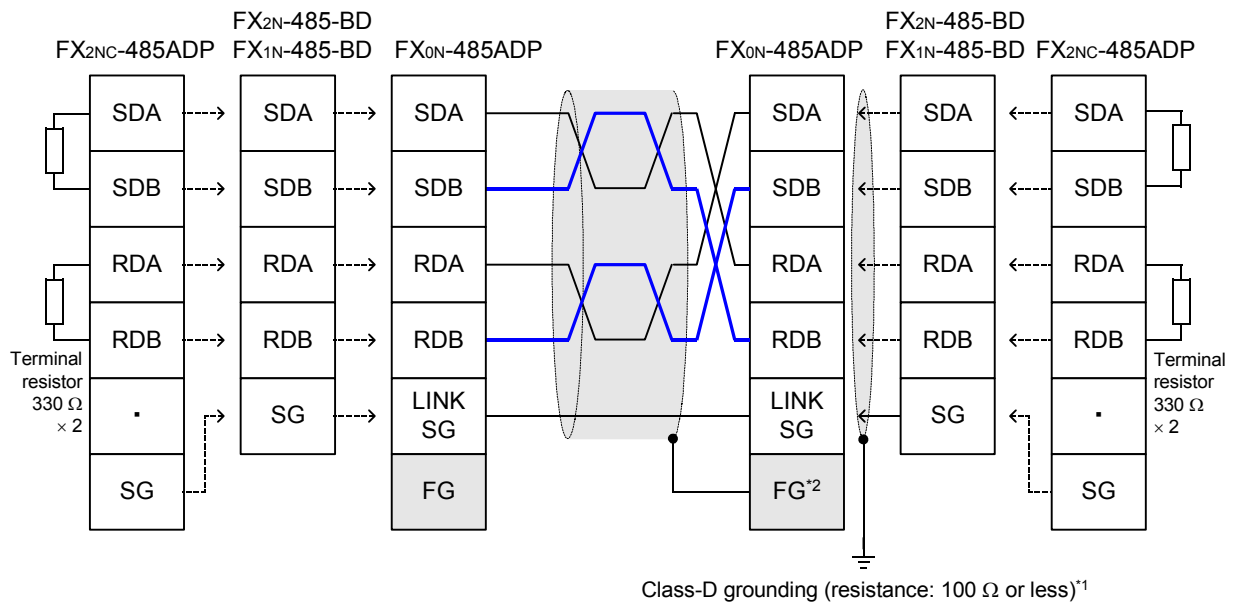 FX2N-485-BD
FX2NC-485ADP FX1N-485-BD FX0N-485ADP
SDA
SDB
RDA
RDB
.
SG
Terminal
resistor
330 Ω
× 2
SDA
SDB
RDA
RDB
SG
SDA
SDB
RDA
RDB
LINK
SG
FG
FX2N-485-BD
FX0N-485ADP FX1N-485-BD FX2NC-485ADP
SDA
SDB
RDA
RDB
LINK
SG
FG*2
SDA
SDB
RDA
RDB
SG
SDA
SDB
RDA
RDB
.
SG
Terminal
resistor
330 Ω
× 2
Class-D grounding (resistance: 100 Ω or less)*1